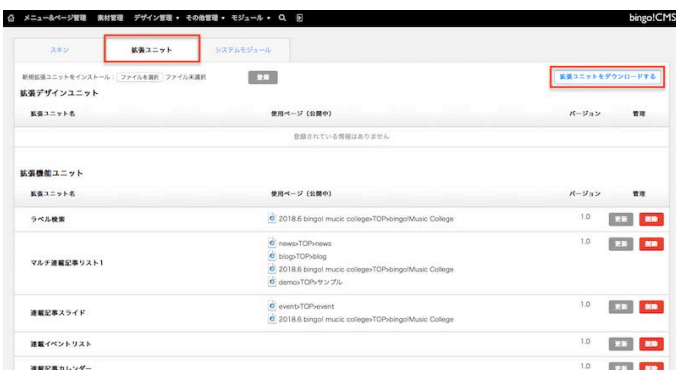 メニュー&ページ管理 素材管理 デザイン管理 その他管理 モジュール bingo!CMS
スキン 拡張ユニット システムモジュール
新規拡張ユニットをインストール： ファイルを選択 ファイル未選択 登録 拡張ユニットをダウンロードする
拡張デザインユニット
拡張ユニット名 使用ページ（公開中） バージョン 管理
登録されている情報はありません
拡張機能ユニット
拡張ユニット名 使用ページ（公開中） バージョン 管理
ラベル検索 2018.6 bingo! mucic college>TOP>bingo!Music College 1.0 更新 削除
news>TOP>news 1.0 更新 削除
blog>TOP>blog
マルチ連載記事リスト1
2018.6 bingo! mucic college>TOP>bingo!Music College
demo>TOP>サンプル
event>TOP>event 1.0 更新 削除
連載記事スライド
2018.6 bingo! mucic college>TOP>bingo!Music College
連載イベントリスト 1.0 更新 削除
連載記事カレンダー 1.0 更新 削除